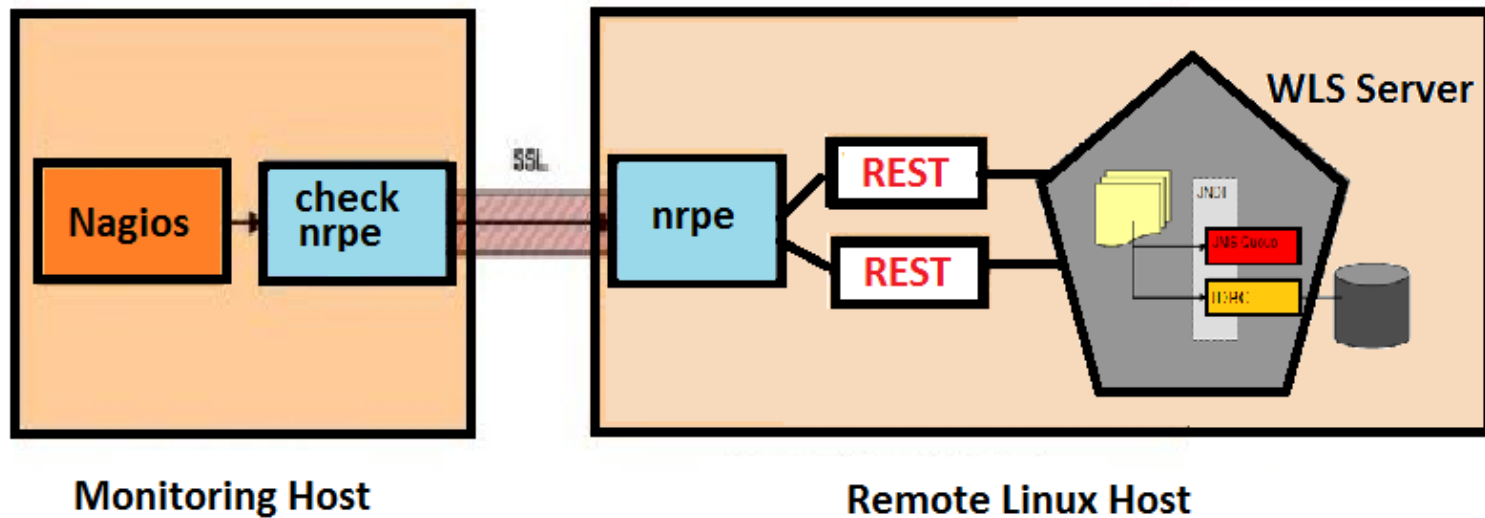 WLS Server
SSL
Nagios
check
nrpe
nrpe
REST
REST
JNDI
JMS Queue
JDBC
Monitoring Host
Remote Linux Host